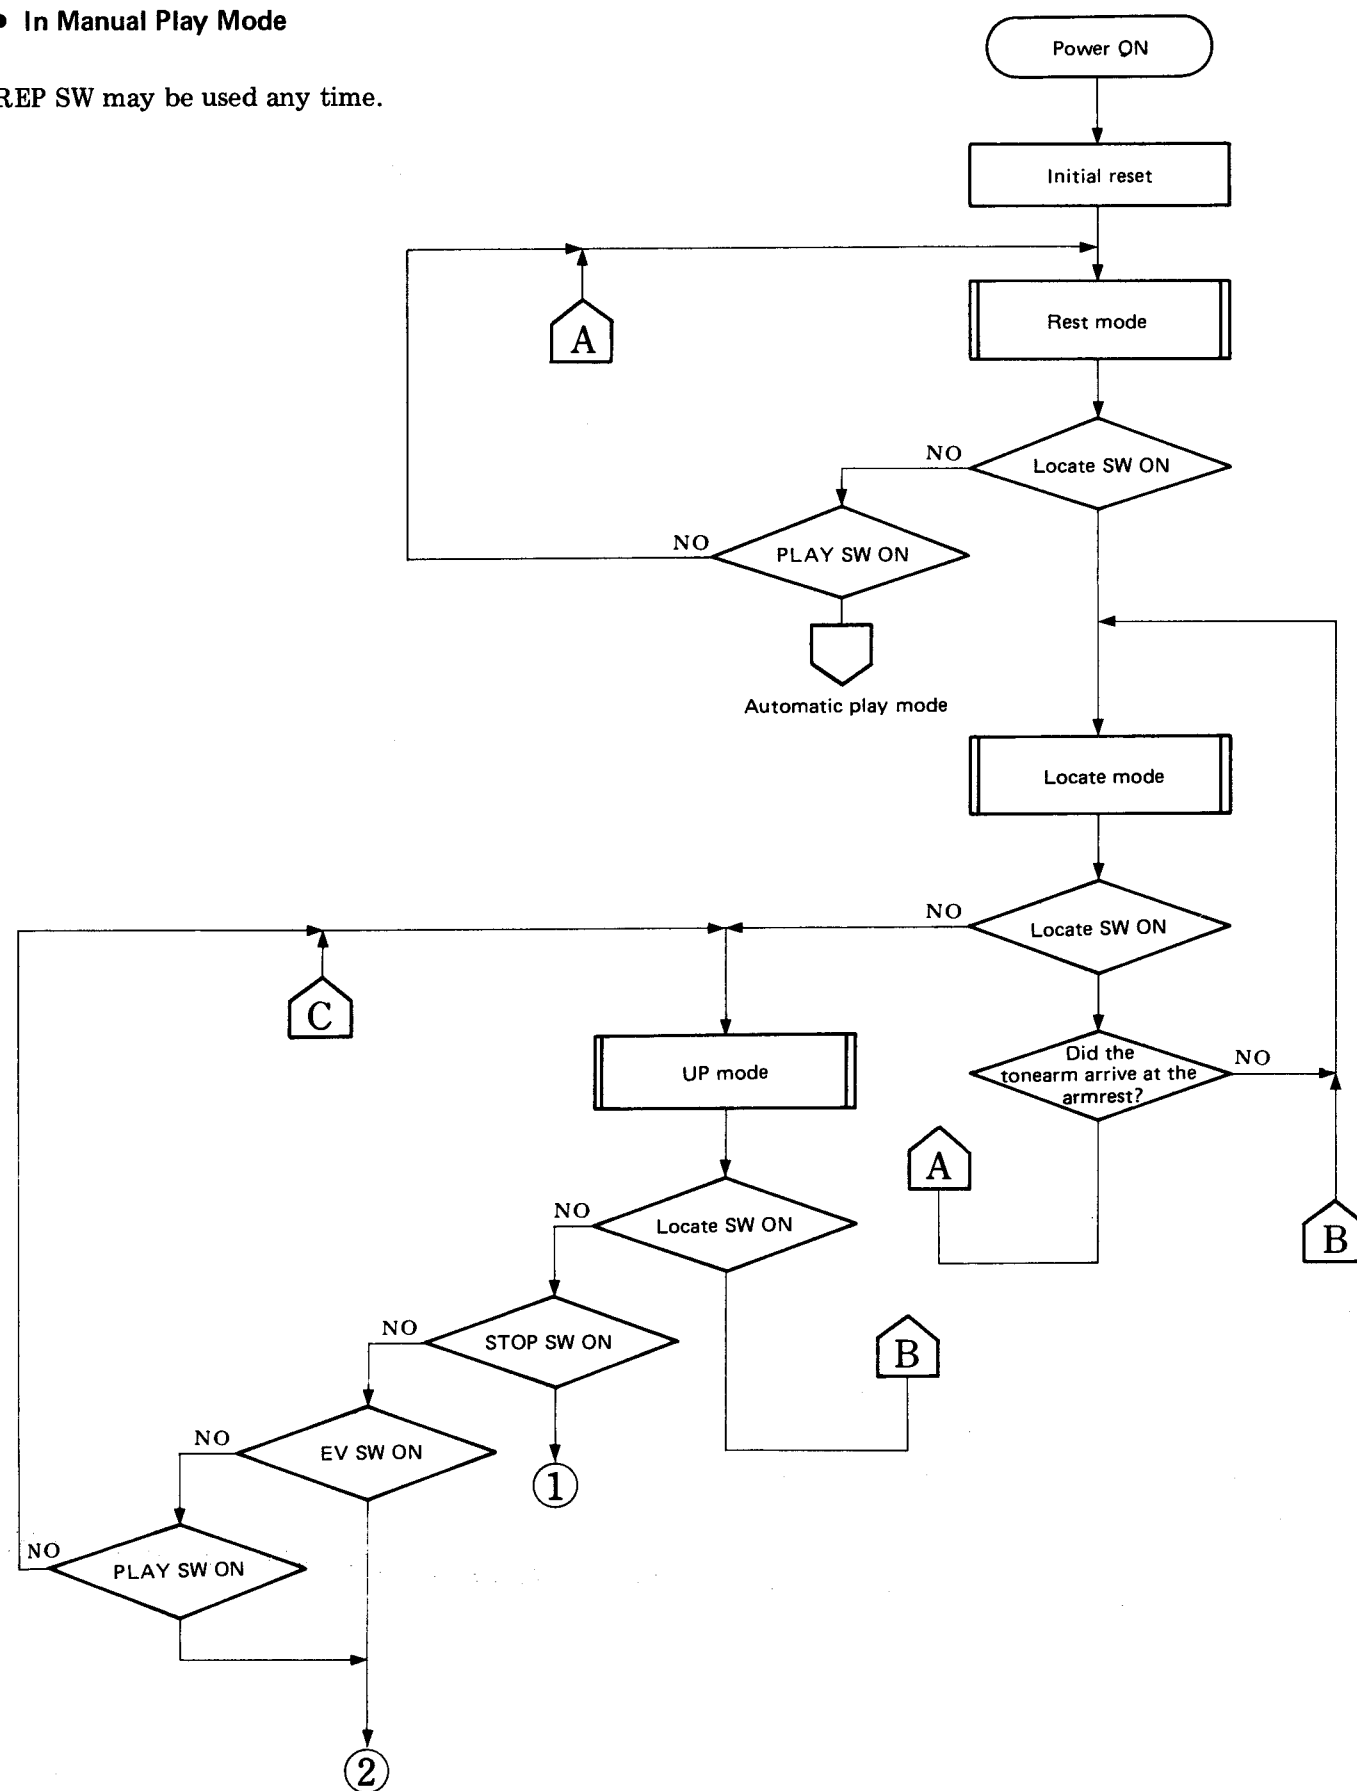 • In Manual Play Mode
REP SW may be used any time.
Power ON
Initial reset
A
Rest mode
NO
Locate SW ON
NO
PLAY SW ON
Automatic play mode
Locate mode
NO
Locate SW ON
C
UP mode
Did the
tonearm arrive at the
armrest?
NO
A
NO
Locate SW ON
B
NO
STOP SW ON
B
NO
EV SW ON
1
NO
PLAY SW ON
2